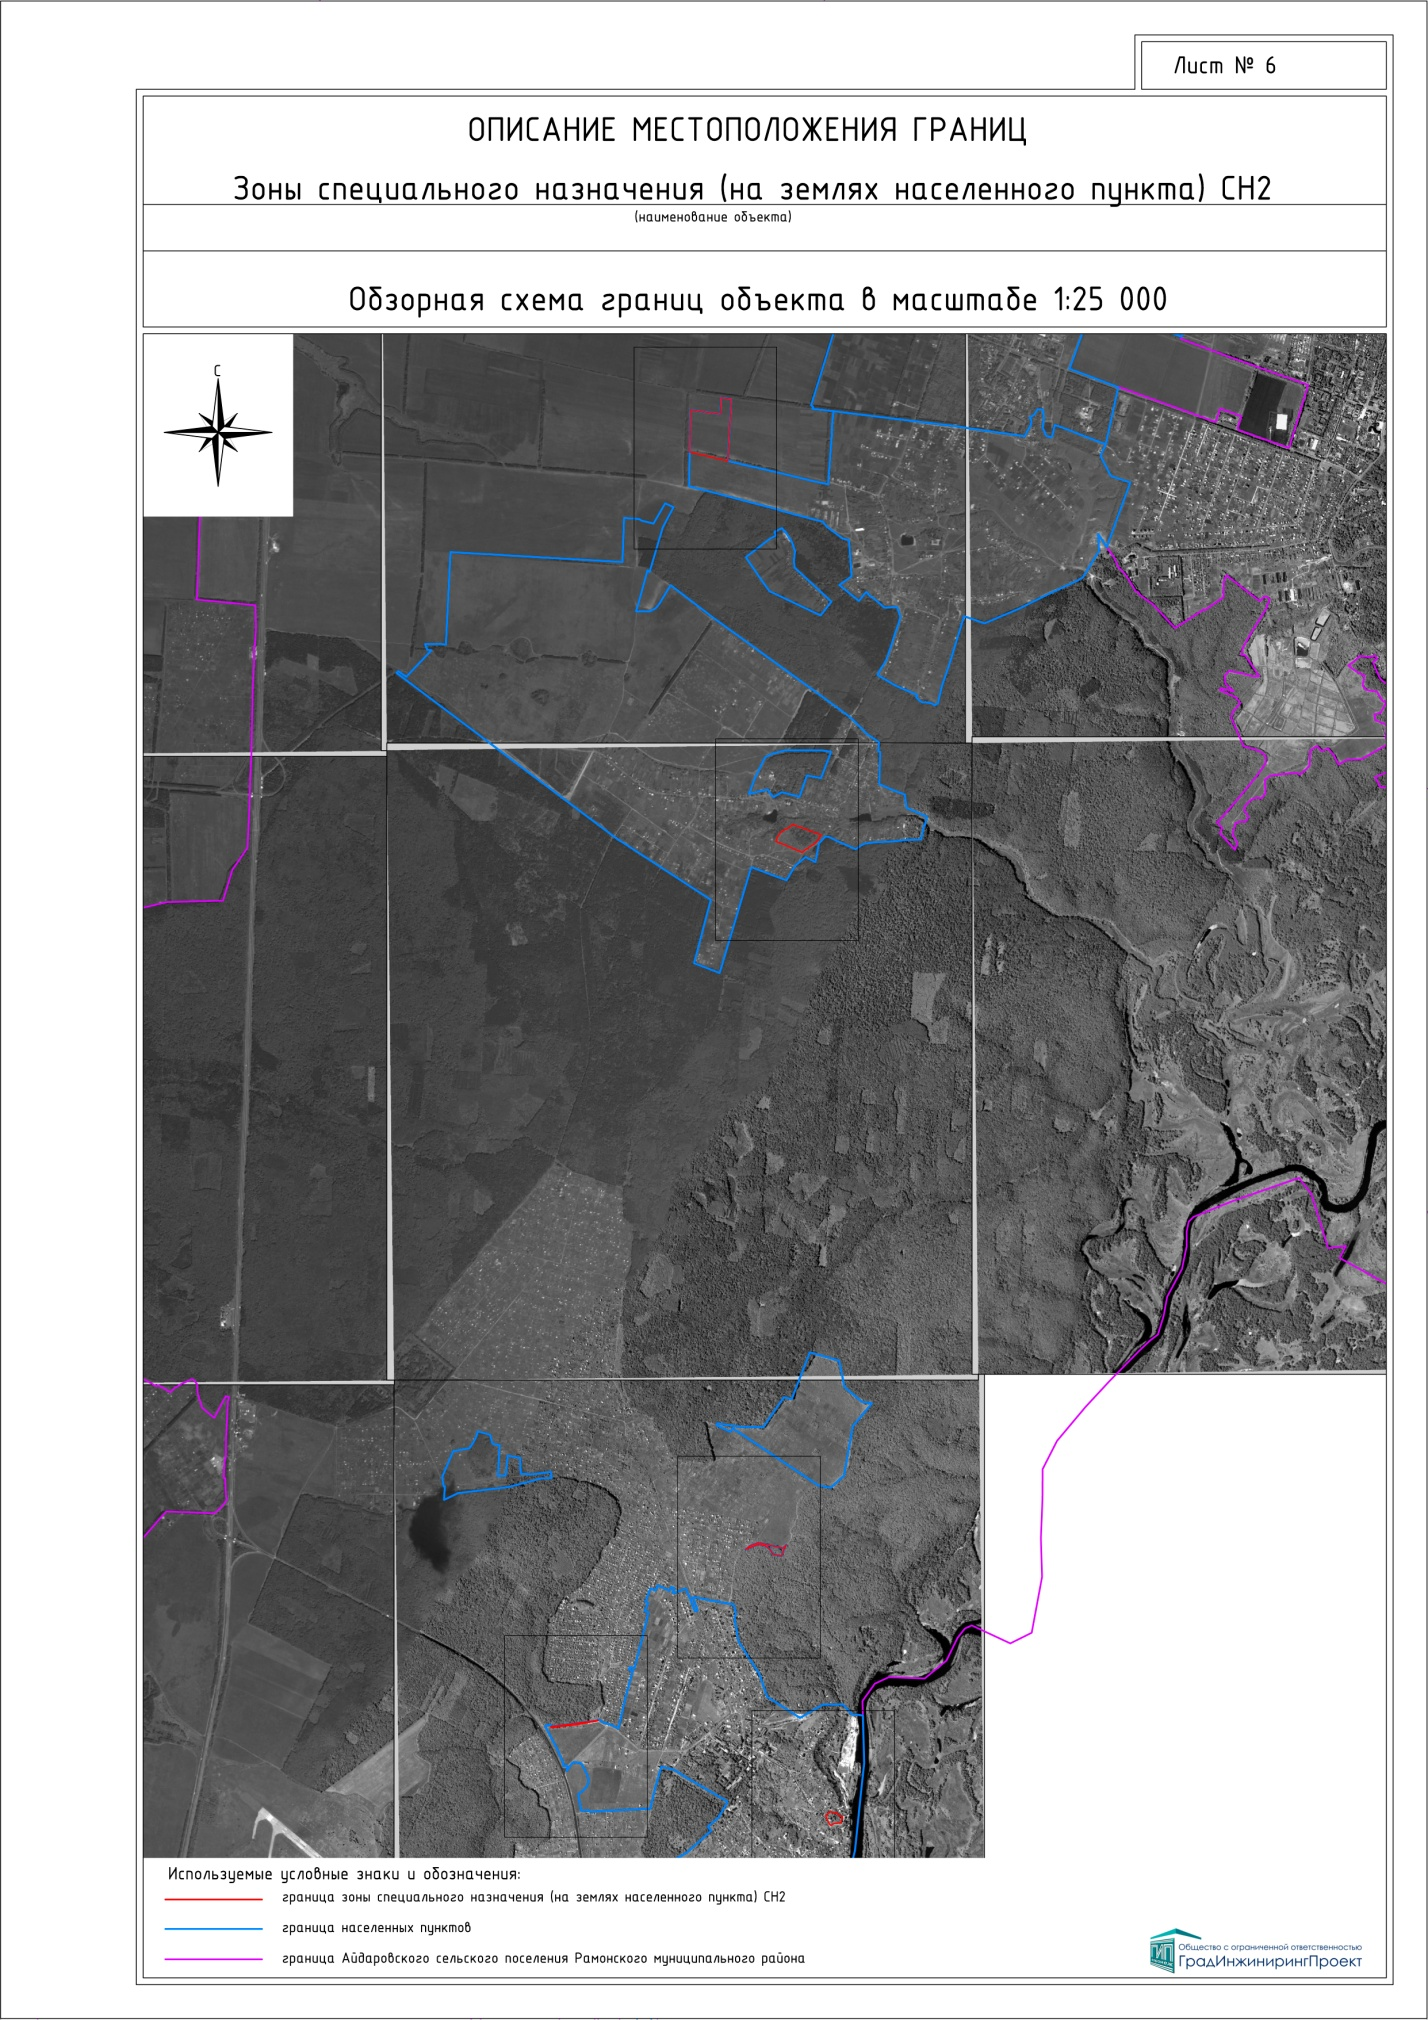 Лист № 6
ОПИСАНИЕ МЕСТОПОЛОЖЕНИЯ ГРАНИЦ
Зоны специального назначения (на землях населенного пункта) СН2
(наименование объекта)
Обзорная схема границ объекта в масштабе 1:25 000
С
Используемые условные знаки и обозначения:
граница зоны специального назначения (на землях населенного пункта) СН2
граница населенных пунктов
граница Айдаровского сельского поселения Рамонского муниципального района
Общество с ограниченной ответственностью
ГрадИнжинирингПроект